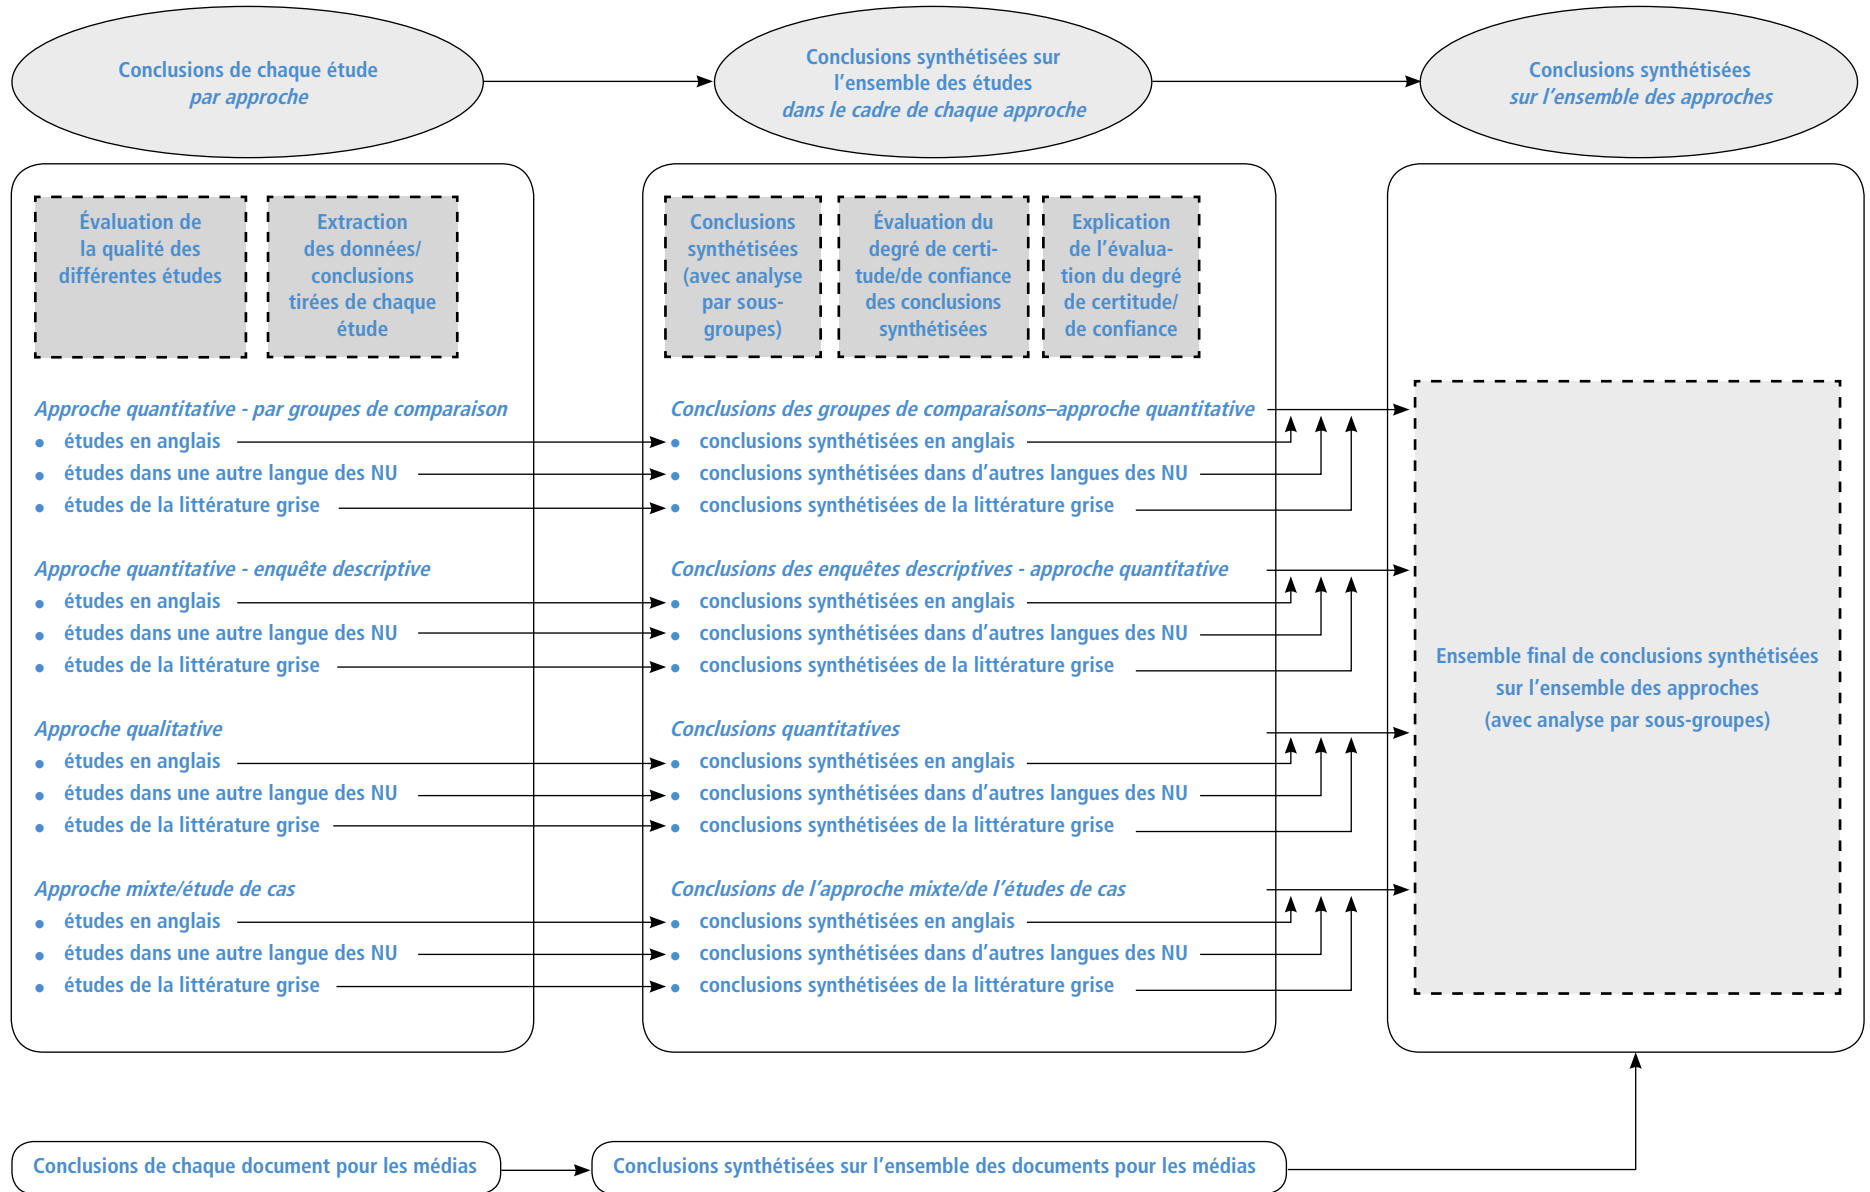 Conclusions de chaque étude
par approche
Conclusions synthétisées sur
l'ensemble des études
dans le cadre de chaque approche
Conclusions synthétisées
sur l'ensemble des approches
Évaluation de
la qualité des
différentes études
Extraction
des données/
conclusions
tirées de chaque
étude
Conclusions
synthétisées
(avec analyse
par sous-
groupes)
Évaluation du
degré de certi-
tude/de confiance
des conclusions
synthétisées
Explication
de l'évalua-
tion du degré
de certitude/
de confiance
Approche quantitative - par groupes de comparaison
• études en anglais
• études dans une autre langue des NU
• études de la littérature grise
Approche quantitative - enquête descriptive
• études en anglais
• études dans une autre langue des NU
• études de la littérature grise
Approche qualitative
• études en anglais
• études dans une autre langue des NU
• études de la littérature grise
Approche mixte/étude de cas
• études en anglais
• études dans une autre langue des NU
• études de la littérature grise
Conclusions des groupes de comparaisons–approche quantitative
• conclusions synthétisées en anglais
• conclusions synthétisées dans d'autres langues des NU
• conclusions synthétisées de la littérature grise
Conclusions des enquêtes descriptives - approche quantitative
• conclusions synthétisées en anglais
• conclusions synthétisées dans d'autres langues des NU
• conclusions synthétisées de la littérature grise
Conclusions quantitatives
• conclusions synthétisées en anglais
• conclusions synthétisées dans d'autres langues des NU
• conclusions synthétisées de la littérature grise
Conclusions de l'approche mixte/de l'études de cas
• conclusions synthétisées en anglais
• conclusions synthétisées dans d'autres langues des NU
• conclusions synthétisées de la littérature grise
Ensemble final de conclusions synthétisées
sur l'ensemble des approches
(avec analyse par sous-groupes)
Conclusions de chaque document pour les médias
Conclusions synthétisées sur l'ensemble des documents pour les médias